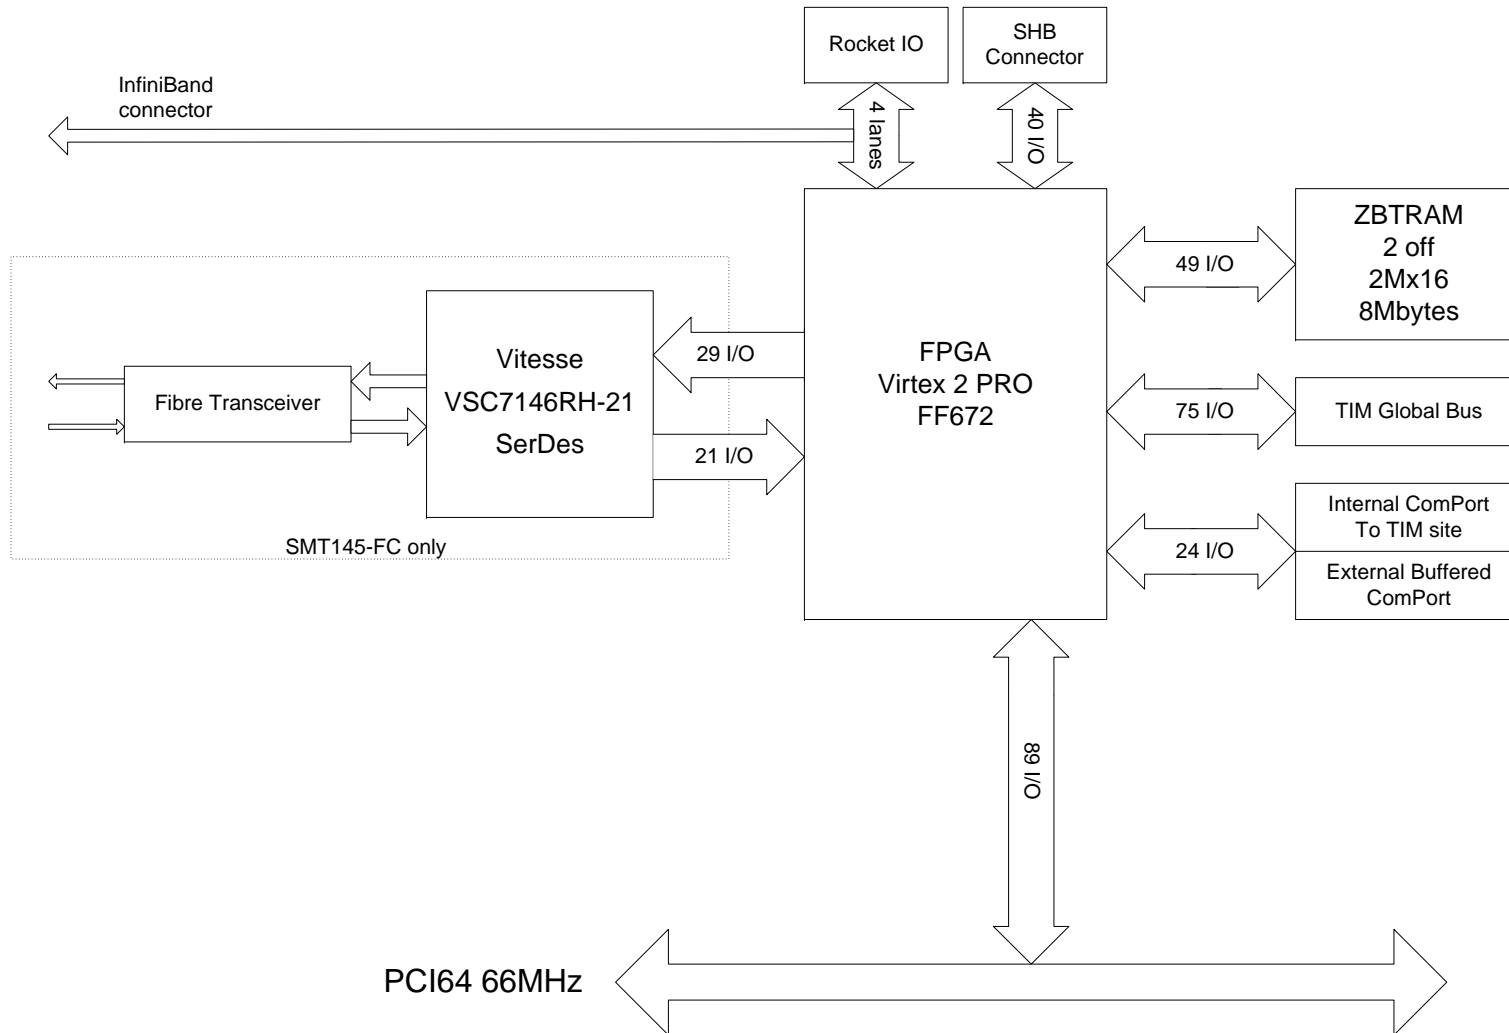 Rocket IO
SHB
Connector
InfiniBand
connector
4 lanes
40 I/O
ZBTRAM
2 off
2Mx16
8Mbytes
49 I/O
29 I/O
Vitesse
VSC7146RH-21
SerDes
FPGA
Virtex 2 PRO
FF672
Fibre Transceiver
75 I/O
TIM Global Bus
21 I/O
Internal ComPort
To TIM site
24 I/O
External Buffered
ComPort
SMT145-FC only
89 I/O
PCI64 66MHz